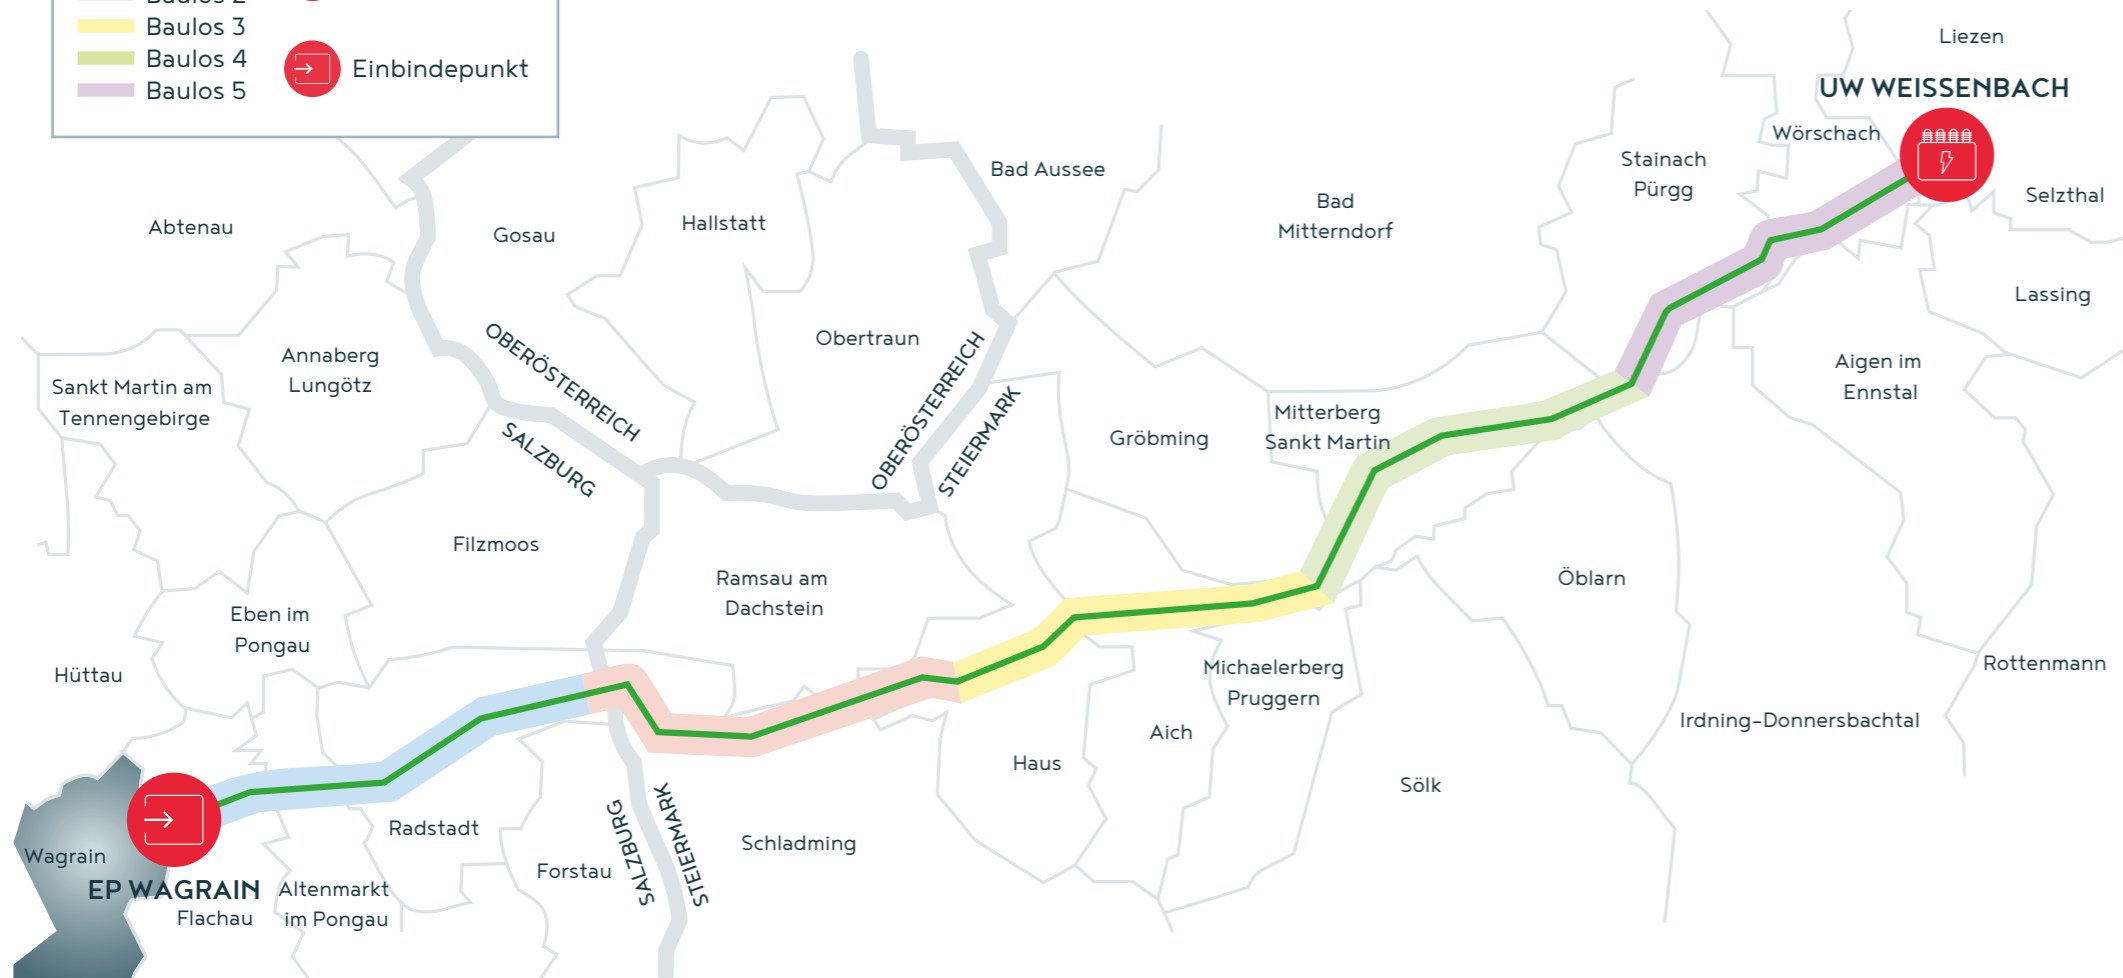 Baulos 2
Baulos 3
Baulos 4
Baulos 5
Einbindepunkt
Liezen
UW WEISSENBACH
Wörschach
Stainach
Pürgg
Selzthal
Bad Aussee
Bad
Mitterndorf
Abtenau
Gosau
Hallstatt
Lassing
Obertraun
OBERÖSTERREICH
SALZBURG
OBERÖSTERREICH
STEIERMARK
Annaberg
Lungötz
Sankt Martin am
Tennengebirge
Aigen im
Ennstal
Gröbming
Mitterberg
Sankt Martin
Filzmoos
Ramsau am
Dachstein
Öblarn
Eben im
Pongau
Hüttau
Michaelerberg
Pruggern
Rottenmann
Irdning-Donnersbachtal
Aich
Haus
Sölk
Radstadt
Schladming
SALZBURG
STEIERMARK
Forstau
Wagrain
EP WAGRAIN
Flachau
Altenmarkt
im Pongau